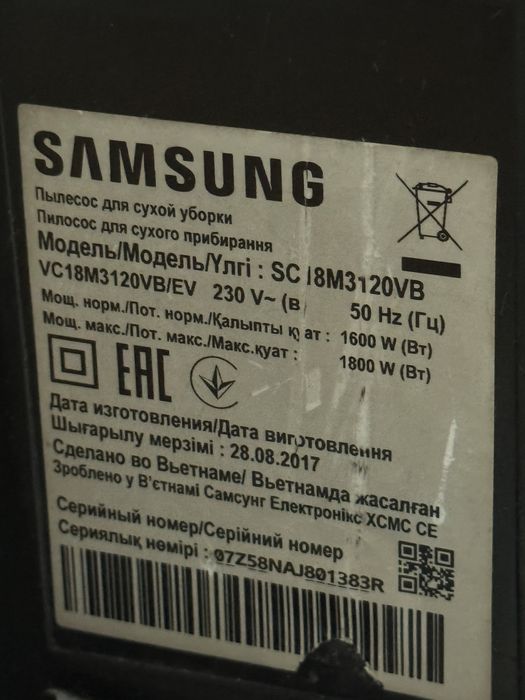 SAMSUNG
Пылесос для сухой уборки
Пилосос для сухого прибирання
Модель/Модель/Үлгі : SC18M3120VB
VC18M3120VB/EV 230 V~ (в 50 Hz (Гц)
Мощ. норм./Пот. норм./Қалыпты қуат : 1600 W (Вт)
Мощ. макс./Пот. макс./Макс.қуат : 1800 W (Вт)
EAC
Дата изготовления/Дата виготовлення
Шығарылу мерзімі : 28.08.2017
Сделано во Вьетнаме/ Вьетнамда жасалған
Зроблено у В'єтнамі Самсунг Електронікс ХСМС СЕ
Серийный номер/Серійний номер
Сериялық нөмірі : 07Z58NAJ801383R